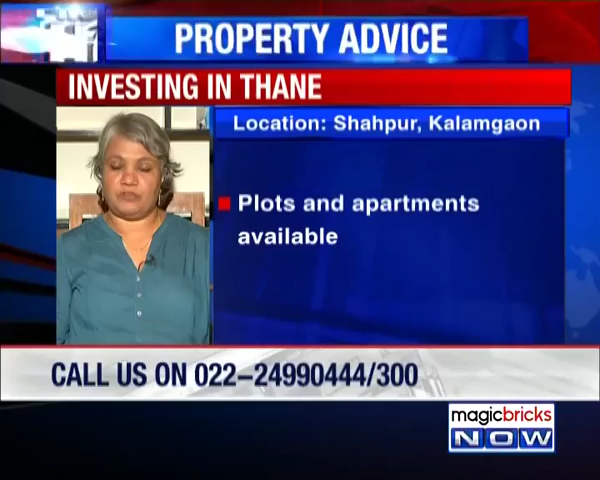 PROPERTY ADVICE
INVESTING IN THANE
Location: Shahpur, Kalamgaon
Plots and apartments
available
CALL US ON 022–24990444/300
magicbricks
NOW